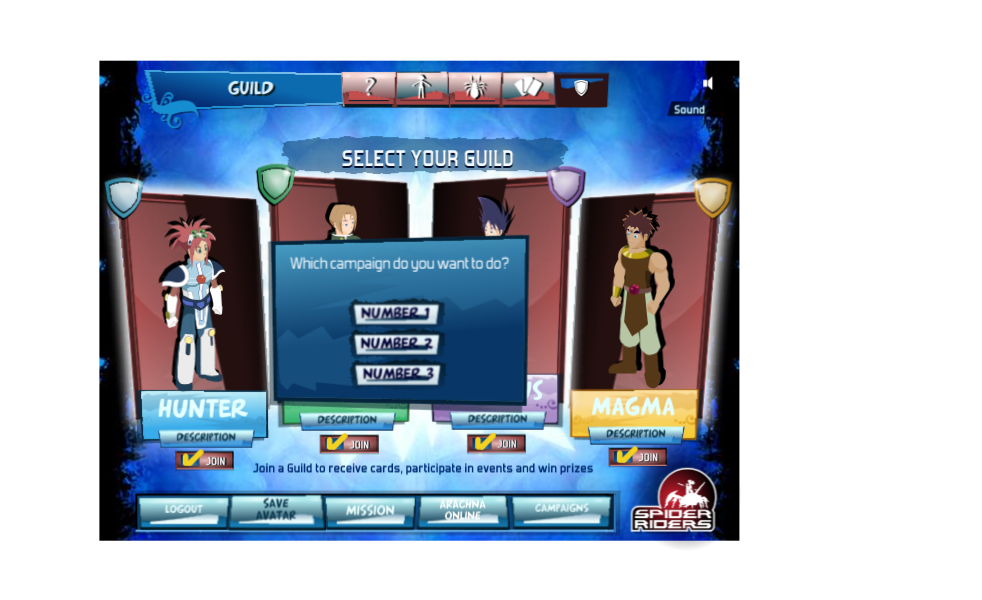 GUILD
?
Sound
SELECT YOUR GUILD
Which campaign do you want to do?
NUMBER 1
NUMBER 2
NUMBER 3
HUNTER
US
MAGMA
DESCRIPTION
DESCRIPTION
DESCRIPTION
DESCRIPTION
JOIN
JOIN
JOIN
JOIN
Join a Guild to receive cards, participate in events and win prizes
LOGOUT
SAVE AVATAR
MISSION
ARACHNA ONLINE
CAMPAIGNS
SPIDER
RIDERS